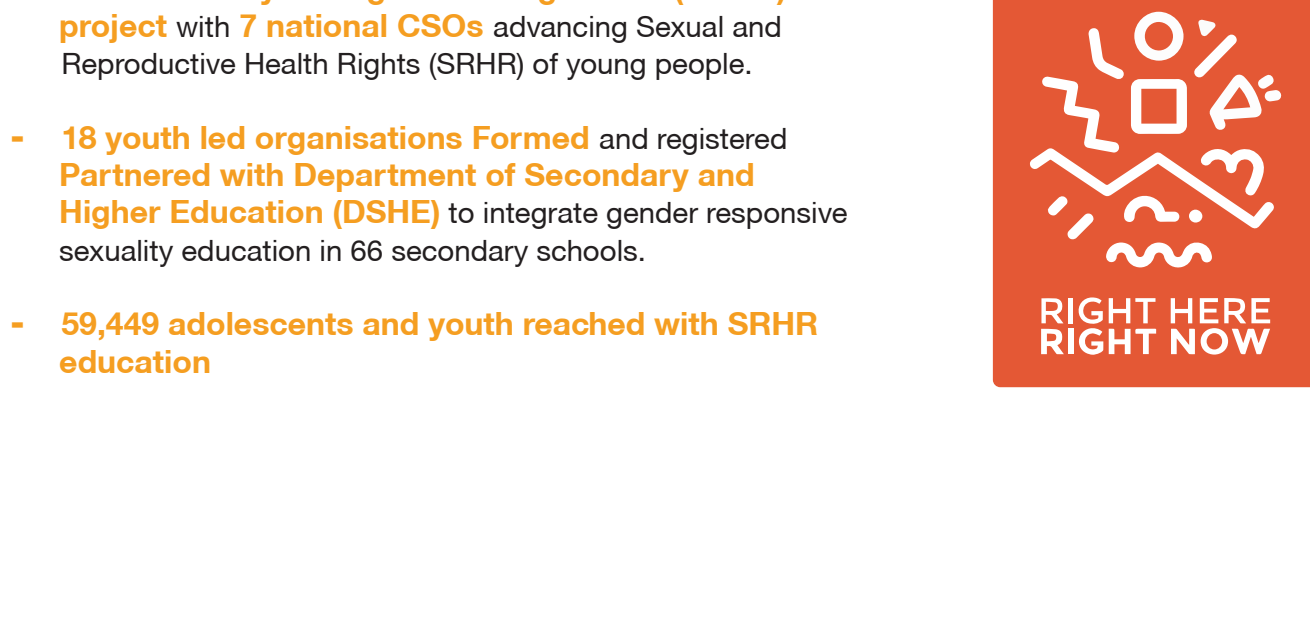 project with 7 national CSOs advancing Sexual and
Reproductive Health Rights (SRHR) of young people.
- 18 youth led organisations Formed and registered
Partnered with Department of Secondary and
Higher Education (DSHE) to integrate gender responsive
sexuality education in 66 secondary schools.
- 59,449 adolescents and youth reached with SRHR
education
RIGHT HERE
RIGHT NOW